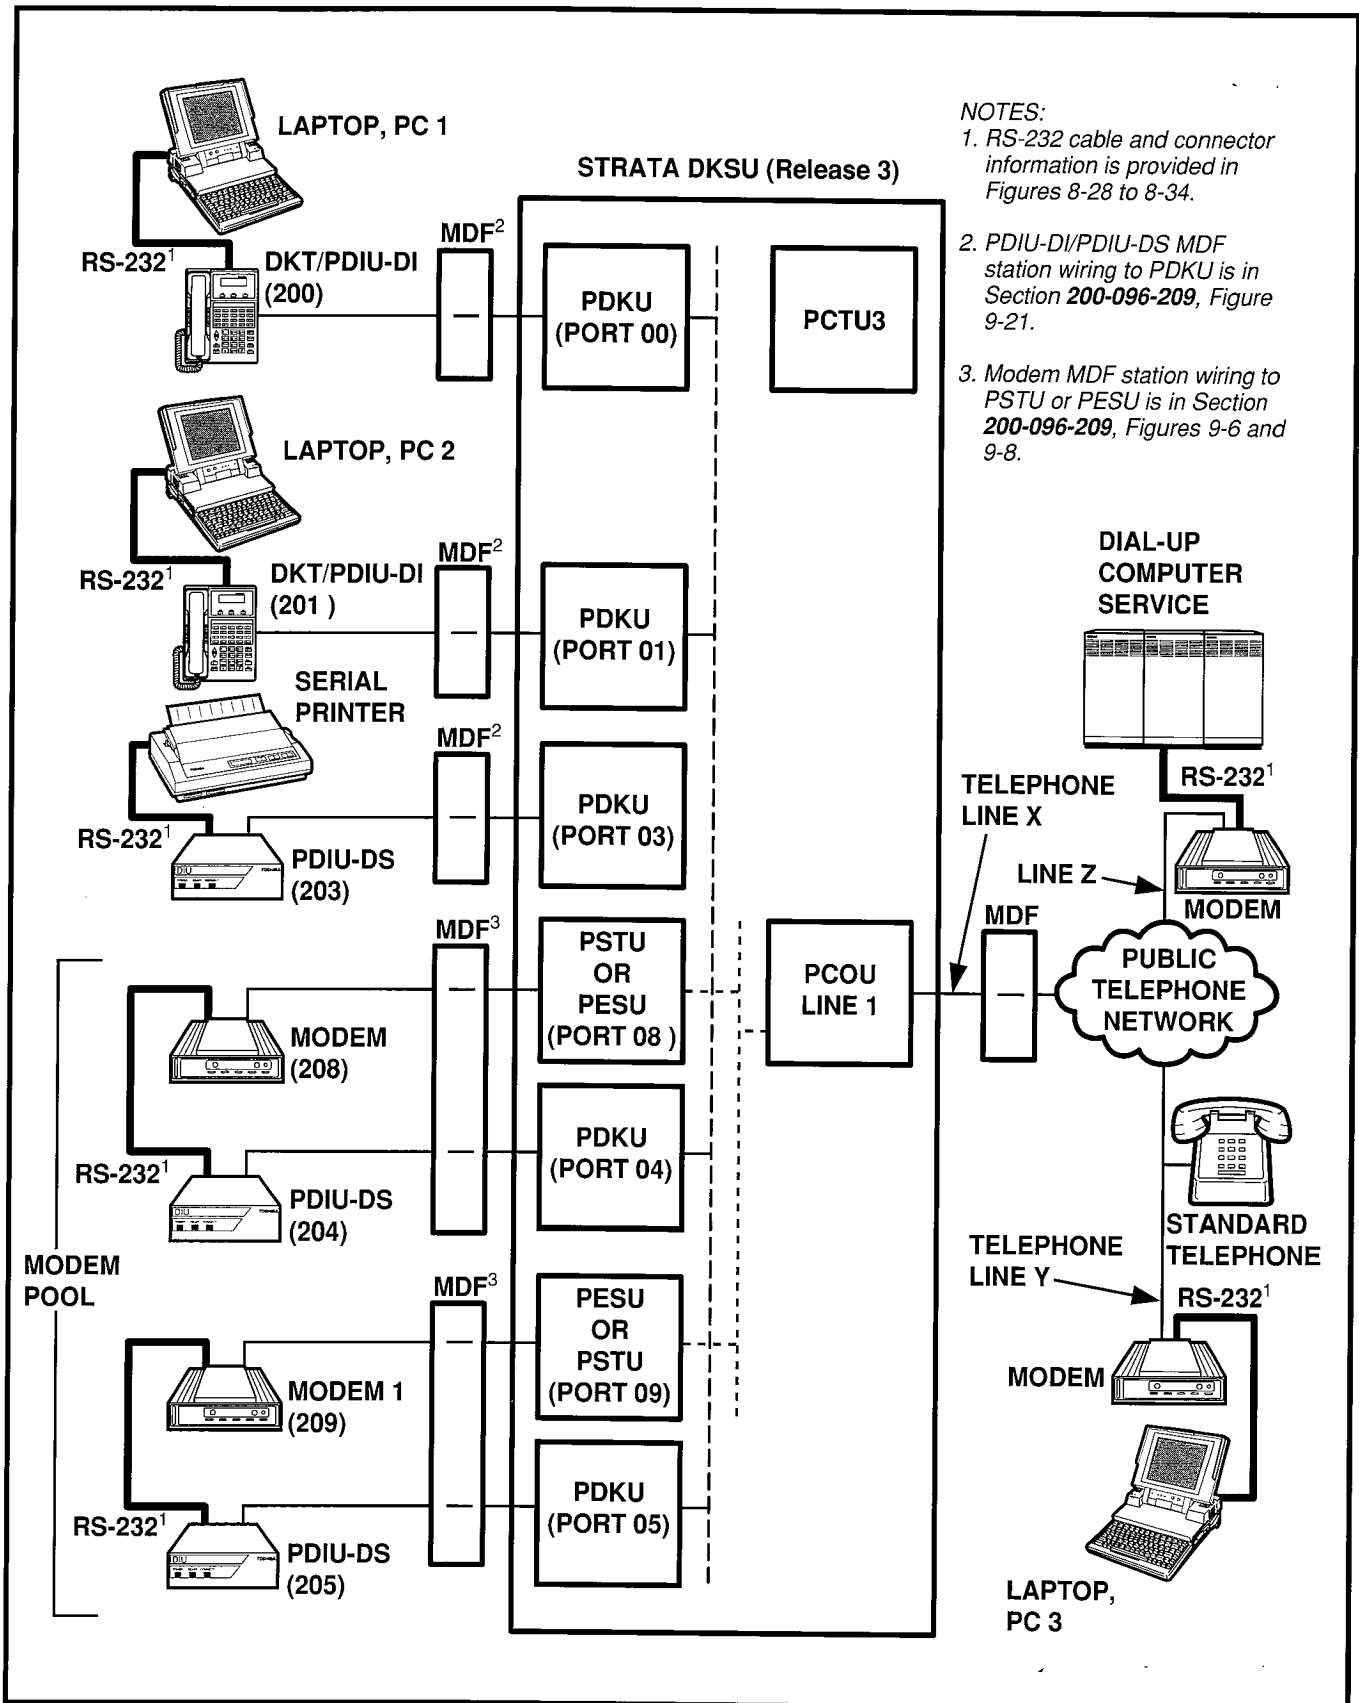 LAPTOP, PC 1
RS-232¹
DKT/PDIU-DI
(200)
MDF²
STRATA DKSU (Release 3)
PDKU
(PORT 00)
PCTU3
NOTES:
1. RS-232 cable and connector
information is provided in
Figures 8-28 to 8-34.
2. PDIU-DI/PDIU-DS MDF
station wiring to PDKU is in
Section 200-096-209, Figure
9-21.
3. Modem MDF station wiring to
PSTU or PESU is in Section
200-096-209, Figures 9-6 and
9-8.
LAPTOP, PC 2
RS-232¹
DKT/PDIU-DI
(201 )
MDF²
PDKU
(PORT 01)
SERIAL
PRINTER
RS-232¹
PDIU-DS
(203)
DIU
TOSHIBA
MDF²
PDKU
(PORT 03)
MODEM
POOL
MODEM
(208)
MDF³
PSTU
OR
PESU
(PORT 08 )
RS-232¹
PDIU-DS
(204)
DIU
TOSHIBA
PDKU
(PORT 04)
MODEM 1
(209)
MDF³
PESU
OR
PSTU
(PORT 09)
RS-232¹
PDIU-DS
(205)
DIU
TOSHIBA
PDKU
(PORT 05)
PCOU
LINE 1
TELEPHONE
LINE X
MDF
DIAL-UP
COMPUTER
SERVICE
RS-232¹
LINE Z
MODEM
PUBLIC
TELEPHONE
NETWORK
STANDARD
TELEPHONE
TELEPHONE
LINE Y
RS-232¹
MODEM
LAPTOP,
PC 3